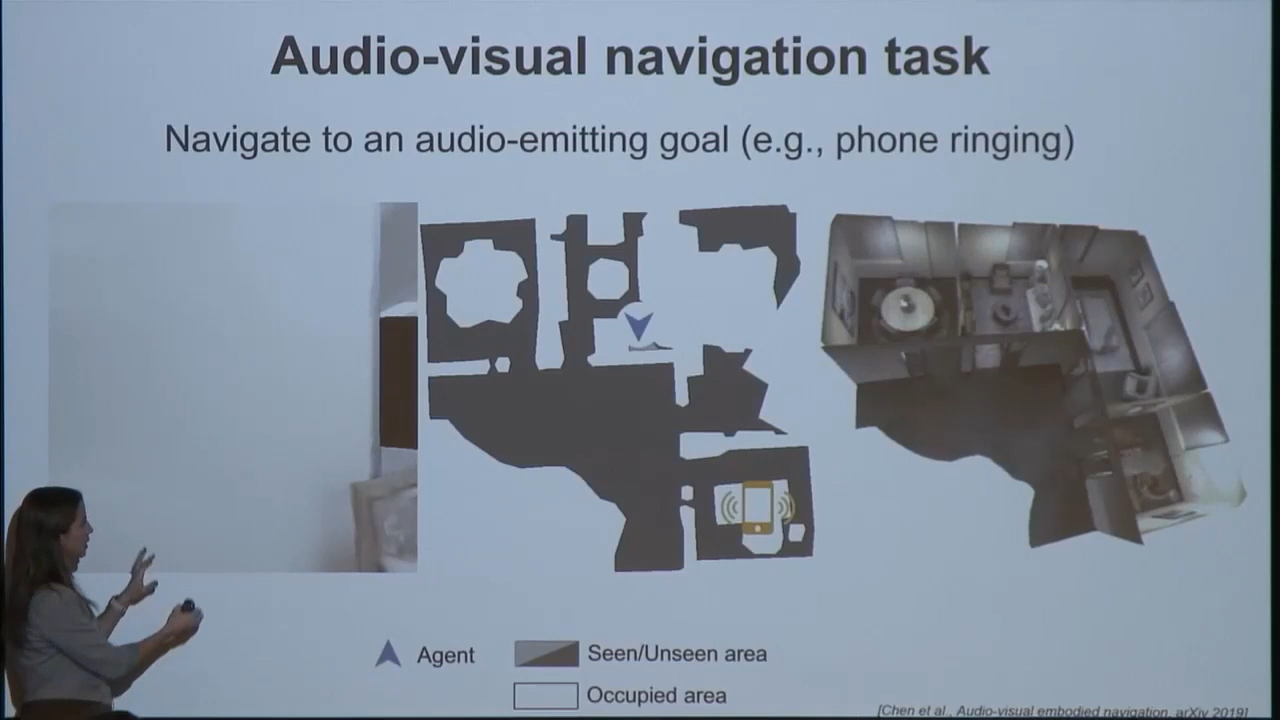 Audio-visual navigation task
Navigate to an audio-emitting goal (e.g., phone ringing)
Agent
Seen/Unseen area
Occupied area
[Chen et al., Audio-visual embodied navigation, arXiv 2019]